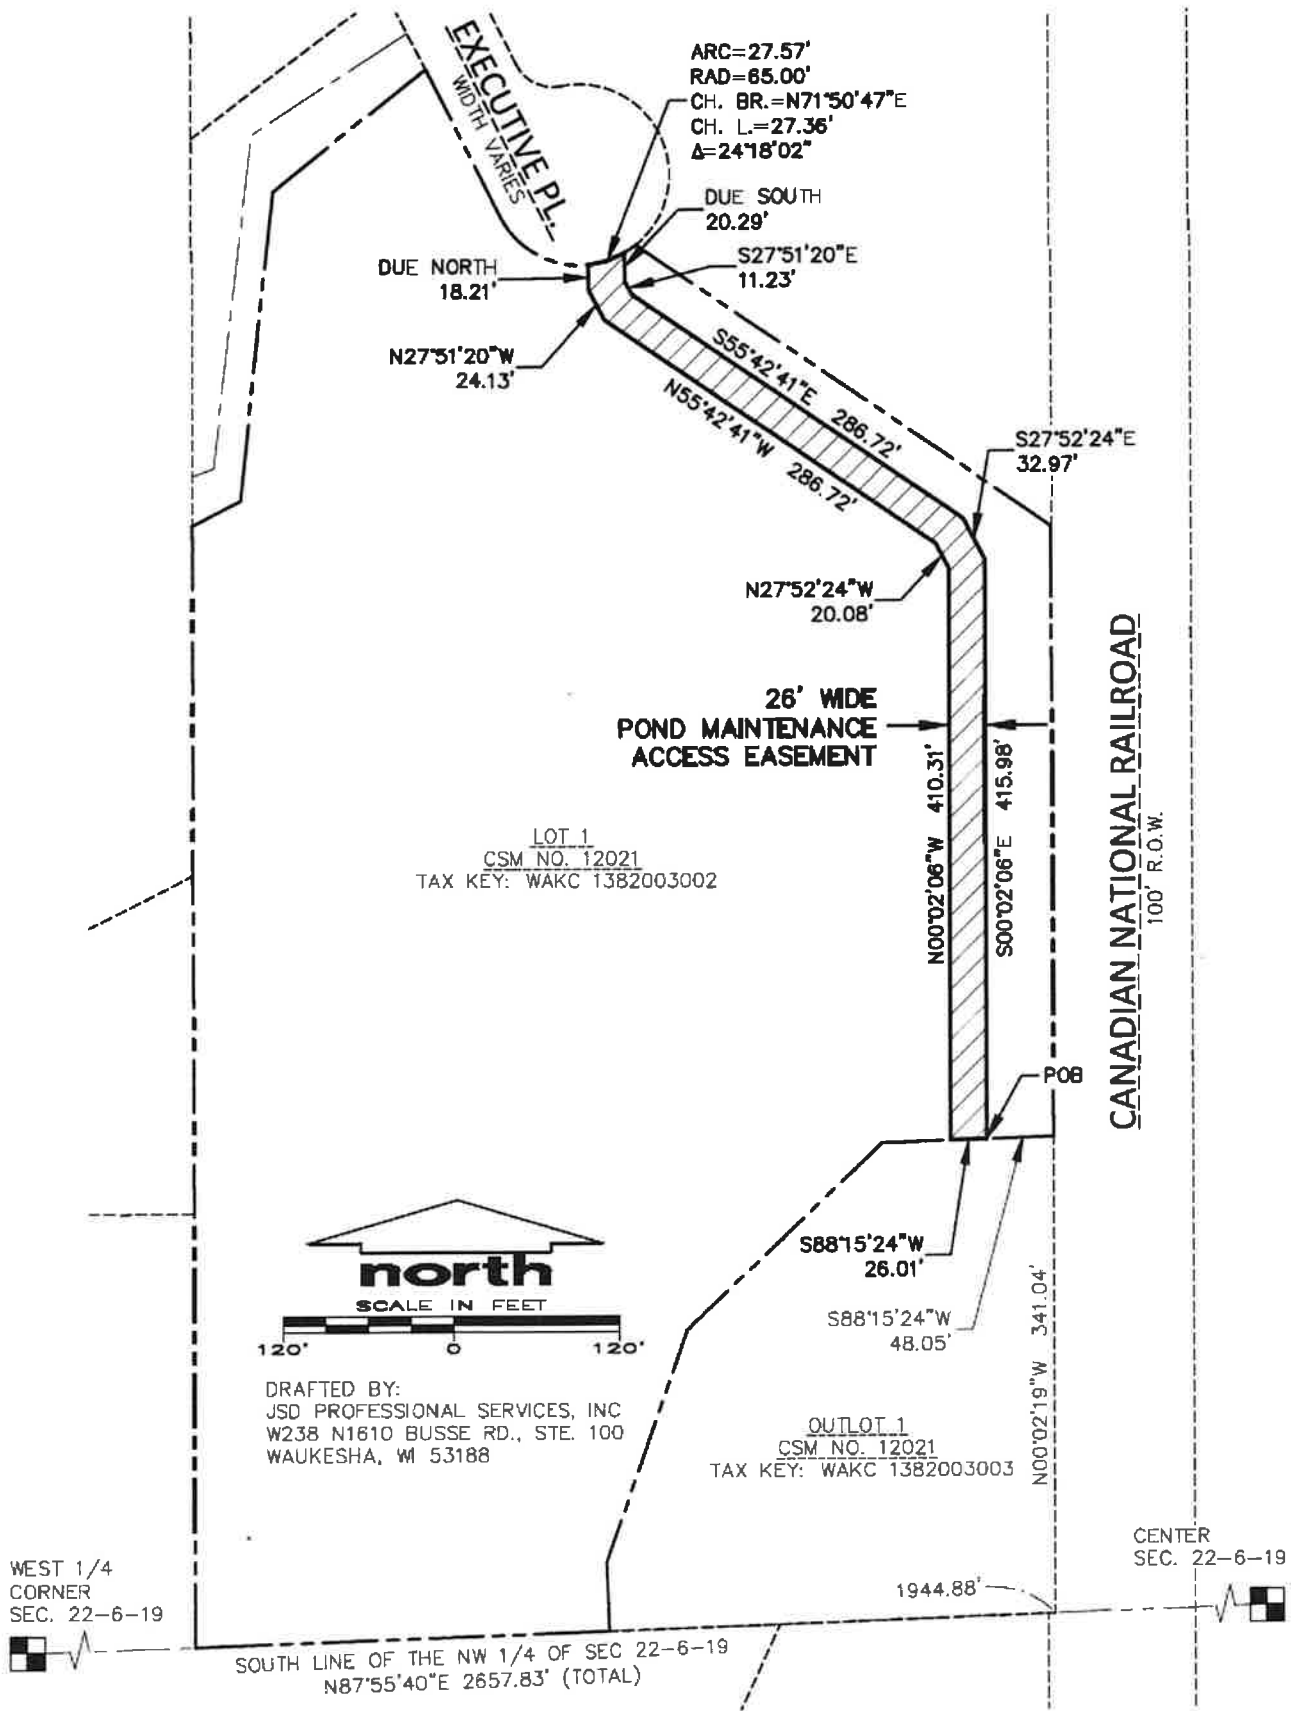 EXECUTIVE PL.
WIDTH VARIES
ARC=27.57'
RAD=65.00'
CH. BR.=N71°50'47"E
CH. L.=27.36'
Δ=24°18'02"
DUE SOUTH
20.29'
S27°51'20"E
11.23'
DUE NORTH
18.21'
N27°51'20"W
24.13'
S55°42'41"E 286.72'
N55°42'41"W 286.72'
S27°52'24"E
32.97'
N27°52'24"W
20.08'
26' WIDE
POND MAINTENANCE
ACCESS EASEMENT
N00°02'06"W 410.31'
S00°02'06"E 415.98'
CANADIAN NATIONAL RAILROAD
100' R.O.W.
LOT 1
CSM NO. 12021
TAX KEY: WAKC 1382003002
POB
S88°15'24"W
26.01'
S88°15'24"W
48.05'
N00°02'19"W 341.04'
north
SCALE IN FEET
120' 0 120'
DRAFTED BY:
JSD PROFESSIONAL SERVICES, INC
W238 N1610 BUSSE RD., STE. 100
WAUKESHA, WI 53188
OUTLOT 1
CSM NO. 12021
TAX KEY: WAKC 1382003003
WEST 1/4
CORNER
SEC. 22-6-19
CENTER
SEC. 22-6-19
1944.88'
SOUTH LINE OF THE NW 1/4 OF SEC 22-6-19
N87°55'40"E 2657.83' (TOTAL)